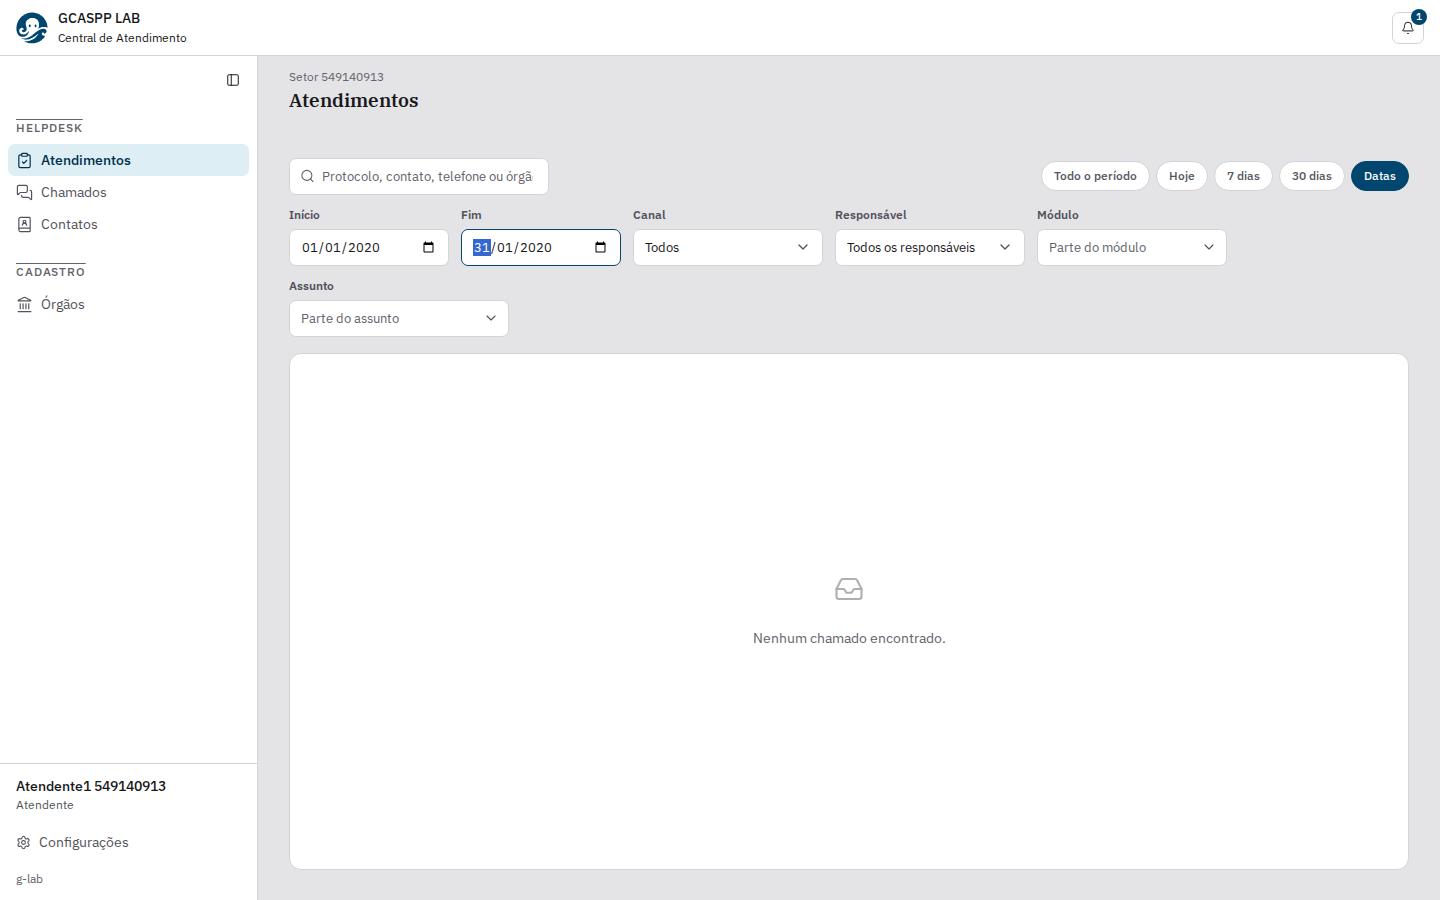 GCASPP LAB
Central de Atendimento
1
HELPDESK
Atendimentos
Chamados
Contatos
CADASTRO
Órgãos
Atendente1 549140913
Atendente
Configurações
g-lab
Setor 549140913
Atendimentos
Protocolo, contato, telefone ou órgã
Todo o período
Hoje
7 dias
30 dias
Datas
Início
Fim
Canal
Responsável
Módulo
01/01/2020
31/01/2020
Todos
Todos os responsáveis
Parte do módulo
Assunto
Parte do assunto
Nenhum chamado encontrado.